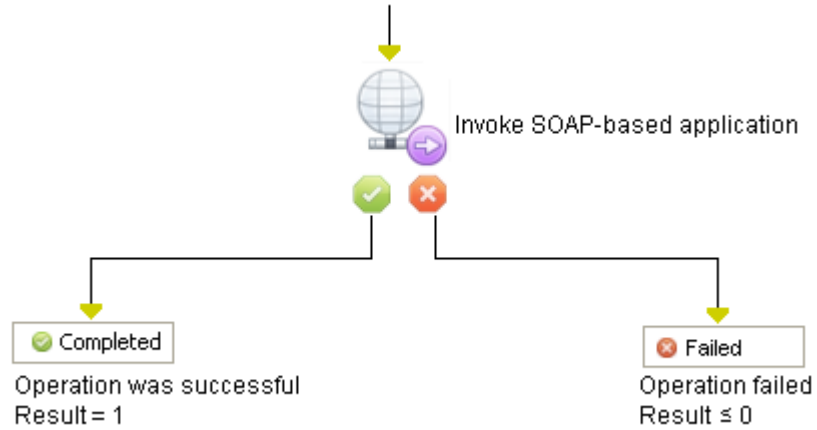 Invoke SOAP-based application
Completed
Failed
Operation was successful
Result = 1
Operation failed
Result ≤ 0